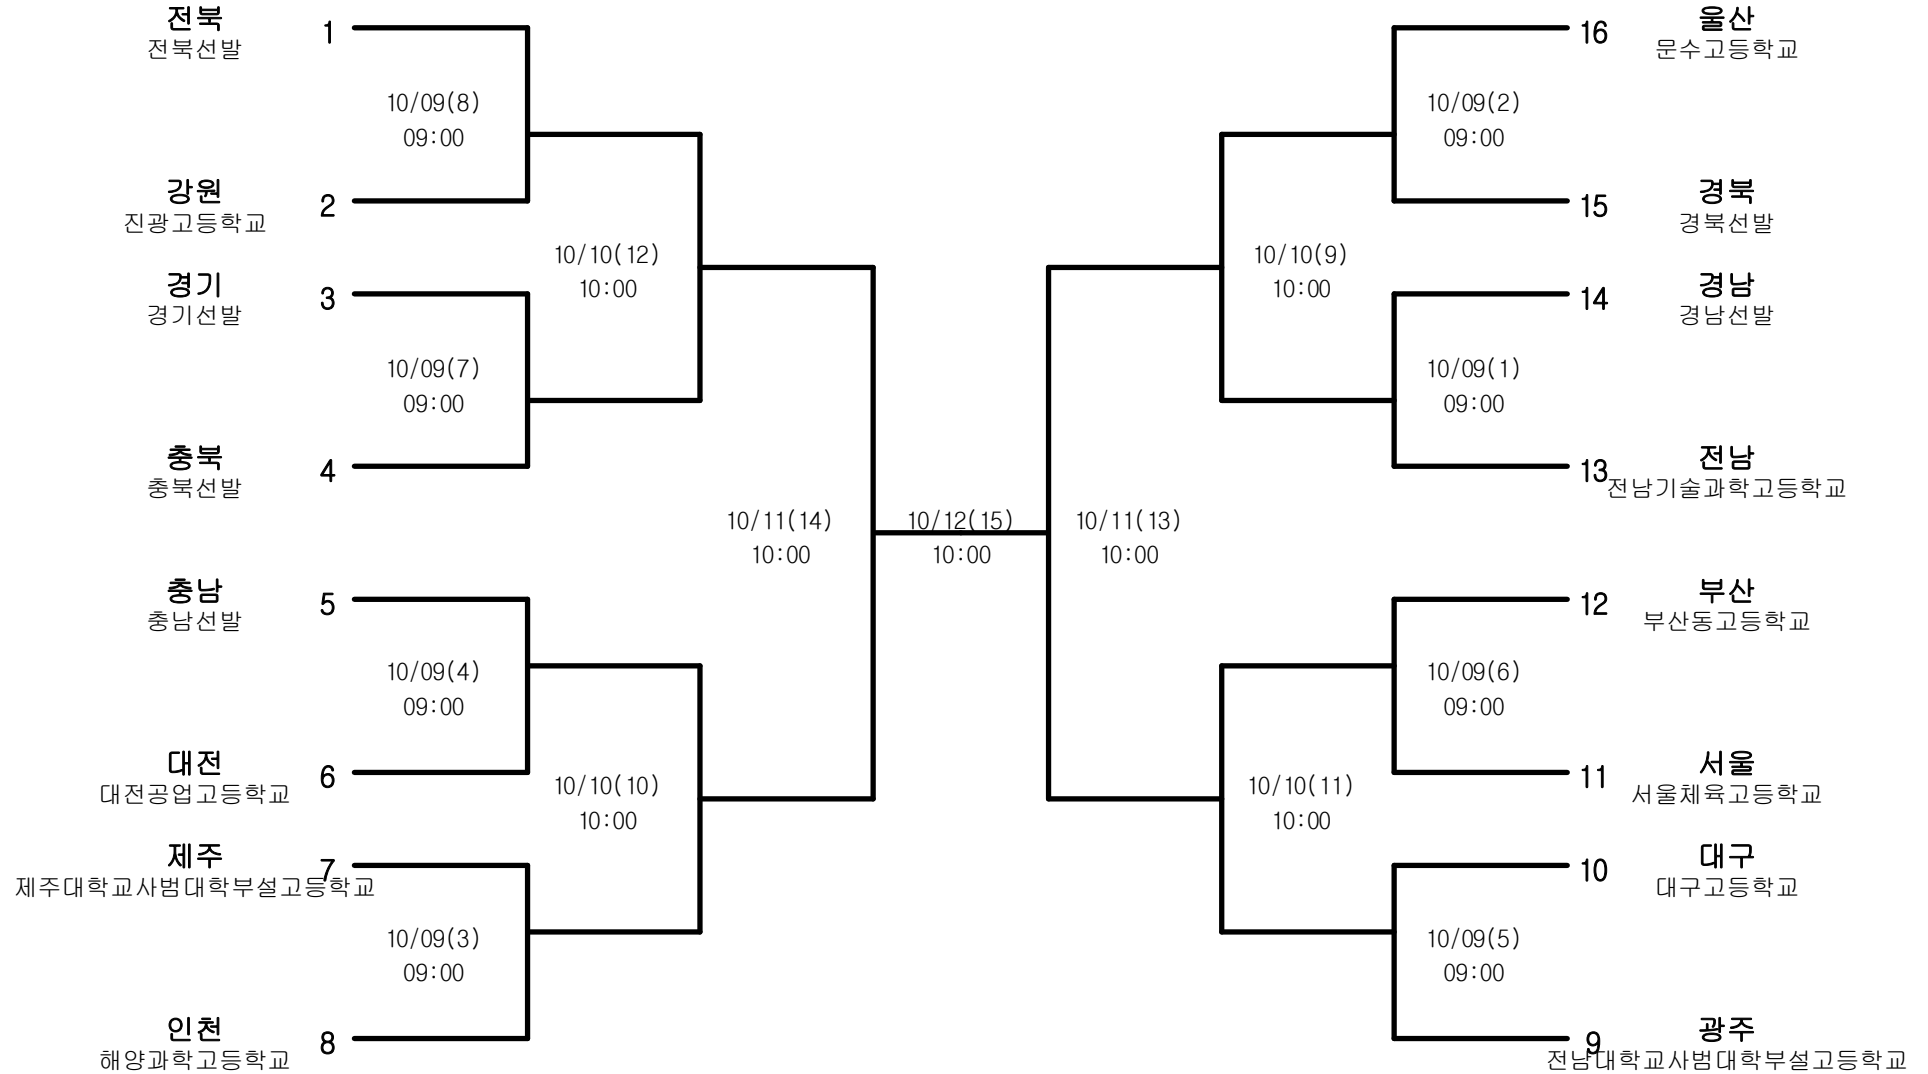 전북
전북선발
1
10/09(8)
09:00
강원
진광고등학교
2
10/10(12)
10:00
경기
경기선발
3
10/09(7)
09:00
충북
충북선발
4
10/11(14)
10:00
충남
충남선발
5
10/09(4)
09:00
대전
대전공업고등학교
6
10/10(10)
10:00
제주
제주대학교사범대학부설고등학교
7
10/09(3)
09:00
인천
해양과학고등학교
8
10/12(15)
10:00
16
울산
문수고등학교
10/09(2)
09:00
15
경북
경북선발
10/10(9)
10:00
14
경남
경남선발
10/09(1)
09:00
13
전남
전남기술과학고등학교
10/11(13)
10:00
12
부산
부산동고등학교
10/09(6)
09:00
11
서울
서울체육고등학교
10/10(11)
10:00
10
대구
대구고등학교
10/09(5)
09:00
9
광주
전남대학교사범대학부설고등학교